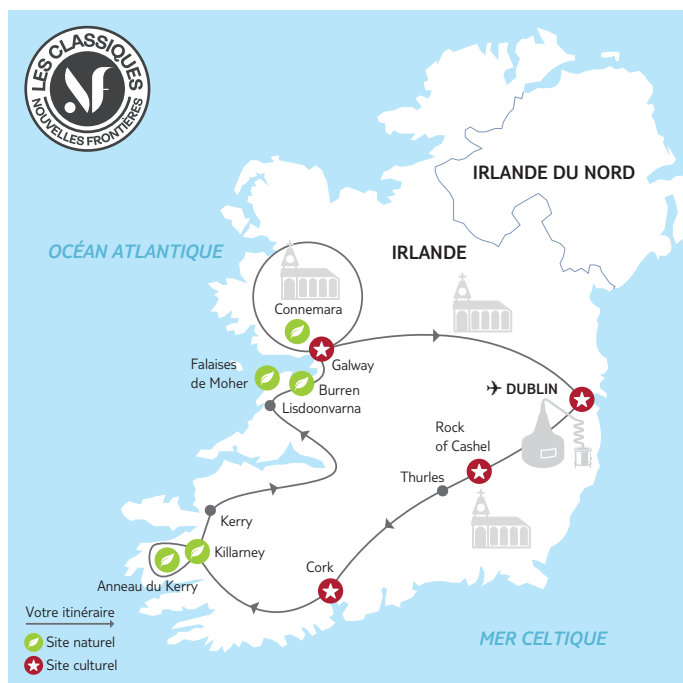 LES CLASSIQUES
NF
NOUVELLES FRONTIÈRES
IRLANDE DU NORD
OCÉAN ATLANTIQUE
IRLANDE
Connemara
Galway
Falaises
de Moher
Burren
Lisdoonvarna
DUBLIN
Rock
of Cashel
Thurles
Kerry
Killarney
Cork
Anneau du Kerry
Votre itinéraire
Site naturel
Site culturel
MER CELTIQUE